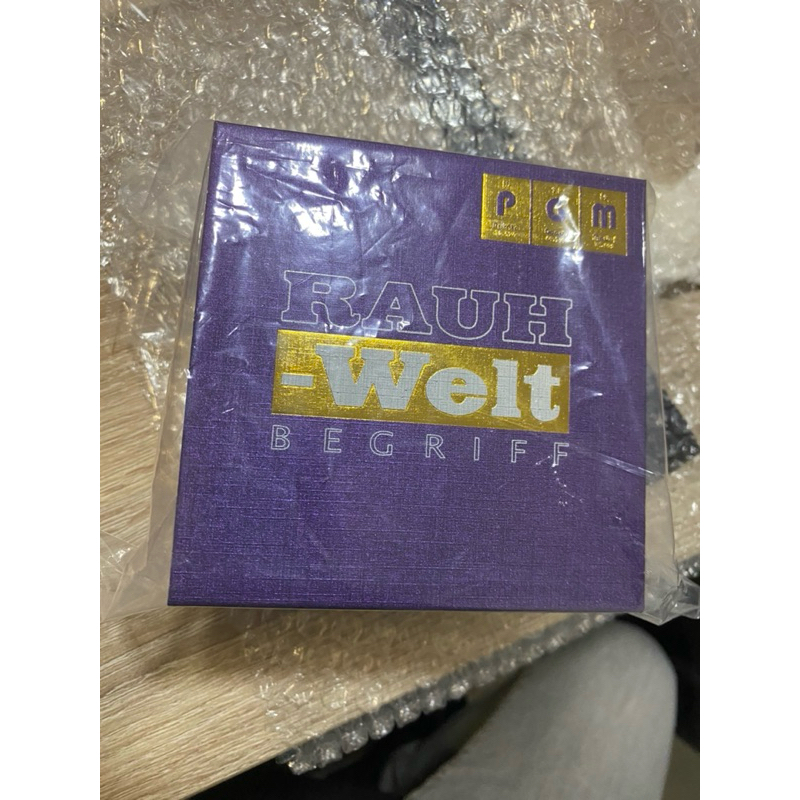 P G m
RAUH
-Welt
BEGRIFF